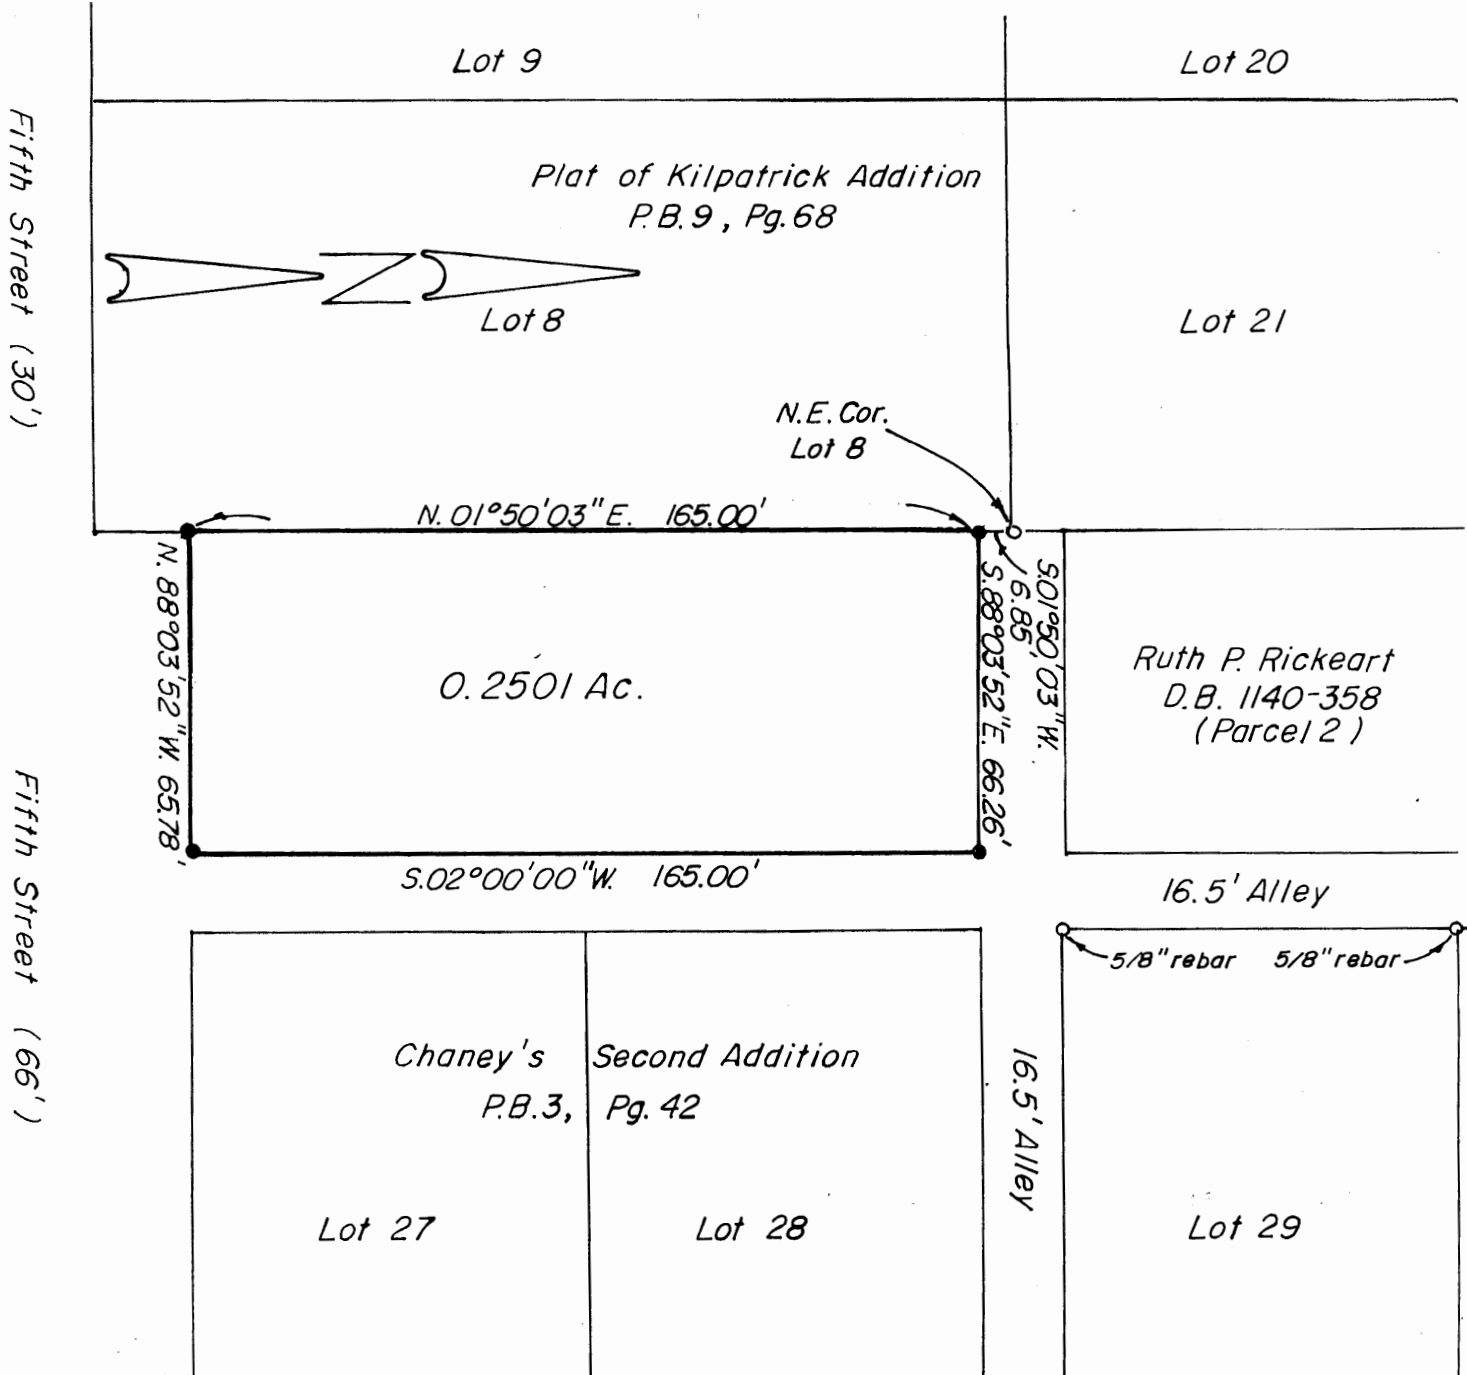 Lot 9
Lot 20
Fifth Street (30')
Plat of Kilpatrick Addition
P.B. 9, Pg. 68
N
Lot 8
Lot 21
N.E. Cor.
Lot 8
N. 01°50'03"E. 165.00'
N. 88°03'52"W. 65.78'
S. 88°03'52"E. 66.26'
6.85'
S.01°50'03"W.
0.2501 Ac.
Ruth P. Rickeart
D.B. 1140-358
(Parcel 2)
S.02°00'00"W. 165.00'
Fifth Street (66')
16.5' Alley
5/8" rebar
5/8" rebar
Chaney's Second Addition
P.B. 3, Pg. 42
16.5' Alley
Lot 27
Lot 28
Lot 29